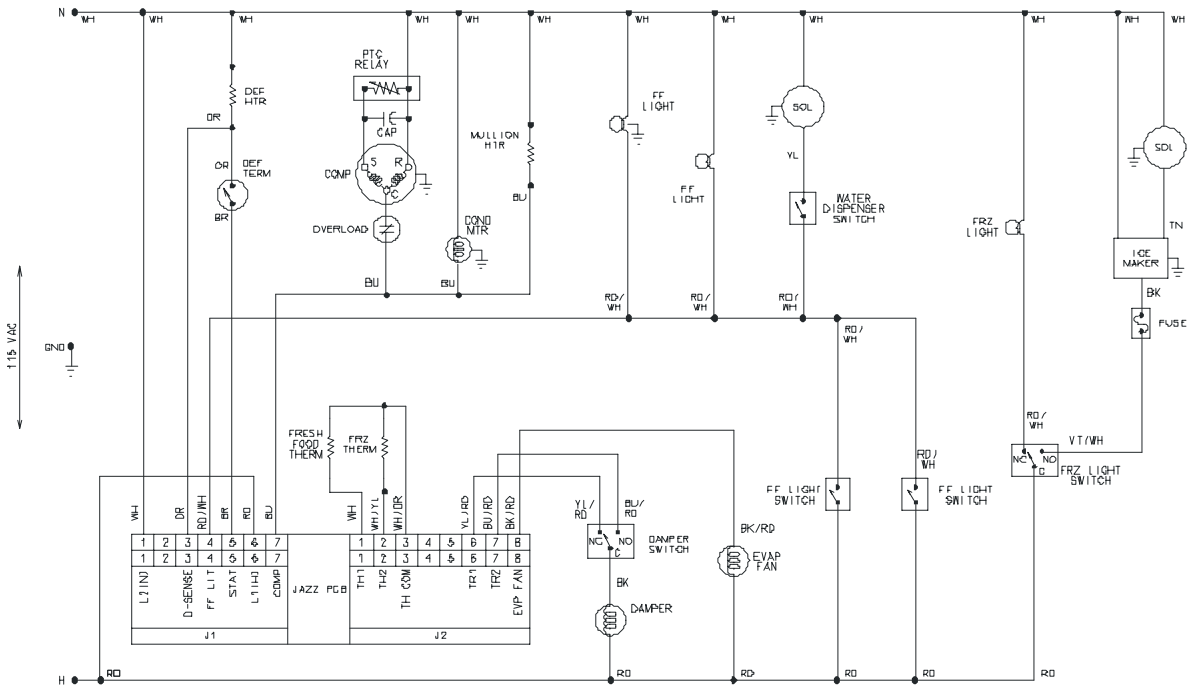 N
WH WH WH WH WH WH WH WH WH WH WH WH
PTC
RELAY
DEF
HTR
FF
LIGHT
SOL
OR
CAP
MULLION
HTR
SOL
OR
DEF
TERM
S R
COMP
C
YL
FF
LIGHT
BU
WATER
DISPENSER
SWITCH
BR
OVERLOAD
COND
MTR
FRZ
LIGHT
TN
ICE
MAKER
BU
BU
BK
RD/
WH
RD/
WH
RD/
WH
FUSE
RD/
WH
115 VAC
GND
FRESH
FOOD
THERM
FRZ
THERM
RD/
WH
VT/WH
NC NO
C
FRZ LIGHT
SWITCH
RD/
WH
FF LIGHT
SWITCH
FF LIGHT
SWITCH
WH
OR
RD/WH
BR
RD
BU
WH
WH/YL
WH/OR
YL/RD
BU/RD
BK/RD
YL/
RD
BU/
RD
BK/RD
NC NO
C
DAMPER
SWITCH
1 2 3 4 5 6 7
1 2 3 4 5 6 7 8
1 2 3 4 5 6 7
1 2 3 4 5 6 7 8
EVAP
FAN
BK
L2(N)
D-SENSE
FF LIT
STAT
L1(H)
COMP
JAZZ PCB
TH1
TH2
TH COM
TR1
TR2
EVP FAN
DAMPER
J1
J2
H
RD RD RD RD RD RD